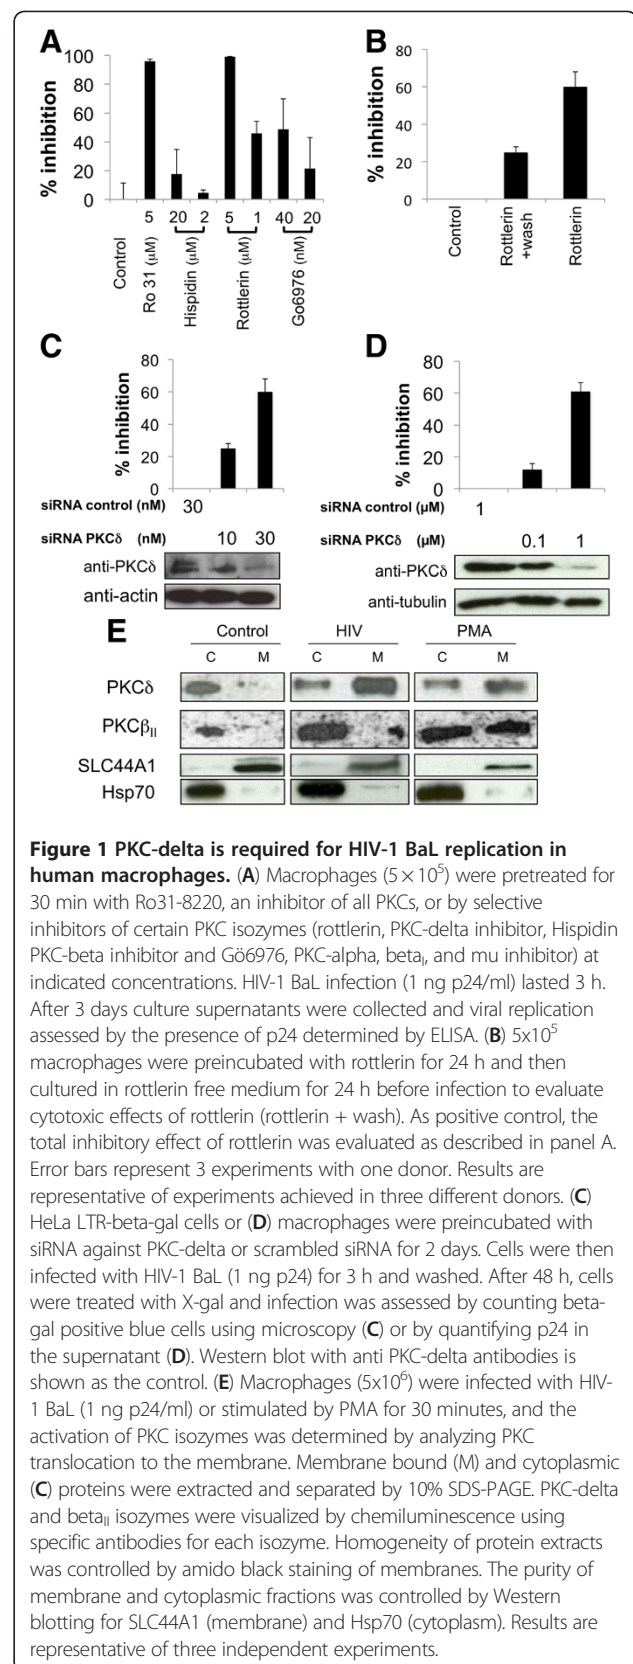 A
B
% inhibition
100
80
60
40
20
0
5 20 2 5 1 40 20
Control
Ro 31 (µM)
Hispidin (µM)
Rottlerin (µM)
Go6976 (nM)
% inhibition
80
60
40
20
0
Control
Rottlerin
+wash
Rottlerin
C
D
% inhibition
80
60
40
20
0
siRNA control (nM) 30
siRNA PKCδ (nM) 10 30
anti-PKCδ
anti-actin
% inhibition
80
60
40
20
0
siRNA control (µM) 1
siRNA PKCδ (µM) 0.1 1
anti-PKCδ
anti-tubulin
E
Control HIV PMA
C M C M C M
PKCδ
PKCβII
SLC44A1
Hsp70
Figure 1 PKC-delta is required for HIV-1 BaL replication in
human macrophages. (A) Macrophages (5 × 10⁵) were pretreated for
30 min with Ro31-8220, an inhibitor of all PKCs, or by selective
inhibitors of certain PKC isozymes (rottlerin, PKC-delta inhibitor, Hispidin
PKC-beta inhibitor and Gö6976, PKC-alpha, betaI, and mu inhibitor) at
indicated concentrations. HIV-1 BaL infection (1 ng p24/ml) lasted 3 h.
After 3 days culture supernatants were collected and viral replication
assessed by the presence of p24 determined by ELISA. (B) 5x10⁵
macrophages were preincubated with rottlerin for 24 h and then
cultured in rottlerin free medium for 24 h before infection to evaluate
cytotoxic effects of rottlerin (rottlerin + wash). As positive control, the
total inhibitory effect of rottlerin was evaluated as described in panel A.
Error bars represent 3 experiments with one donor. Results are
representative of experiments achieved in three different donors. (C)
HeLa LTR-beta-gal cells or (D) macrophages were preincubated with
siRNA against PKC-delta or scrambled siRNA for 2 days. Cells were then
infected with HIV-1 BaL (1 ng p24) for 3 h and washed. After 48 h, cells
were treated with X-gal and infection was assessed by counting beta-
gal positive blue cells using microscopy (C) or by quantifying p24 in
the supernatant (D). Western blot with anti PKC-delta antibodies is
shown as the control. (E) Macrophages (5x10⁶) were infected with HIV-
1 BaL (1 ng p24/ml) or stimulated by PMA for 30 minutes, and the
activation of PKC isozymes was determined by analyzing PKC
translocation to the membrane. Membrane bound (M) and cytoplasmic
(C) proteins were extracted and separated by 10% SDS-PAGE. PKC-delta
and betaII isozymes were visualized by chemiluminescence using
specific antibodies for each isozyme. Homogeneity of protein extracts
was controlled by amido black staining of membranes. The purity of
membrane and cytoplasmic fractions was controlled by Western
blotting for SLC44A1 (membrane) and Hsp70 (cytoplasm). Results are
representative of three independent experiments.